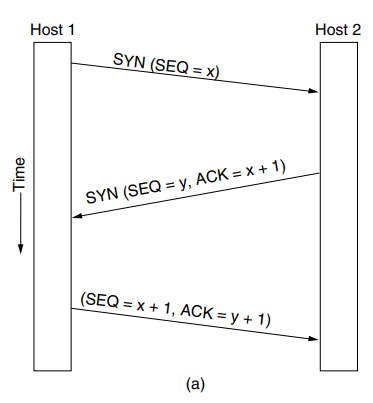 Host 1
Host 2
SYN (SEQ = x)
Time
SYN (SEQ = y, ACK = x + 1)
(SEQ = x + 1, ACK = y + 1)
(a)